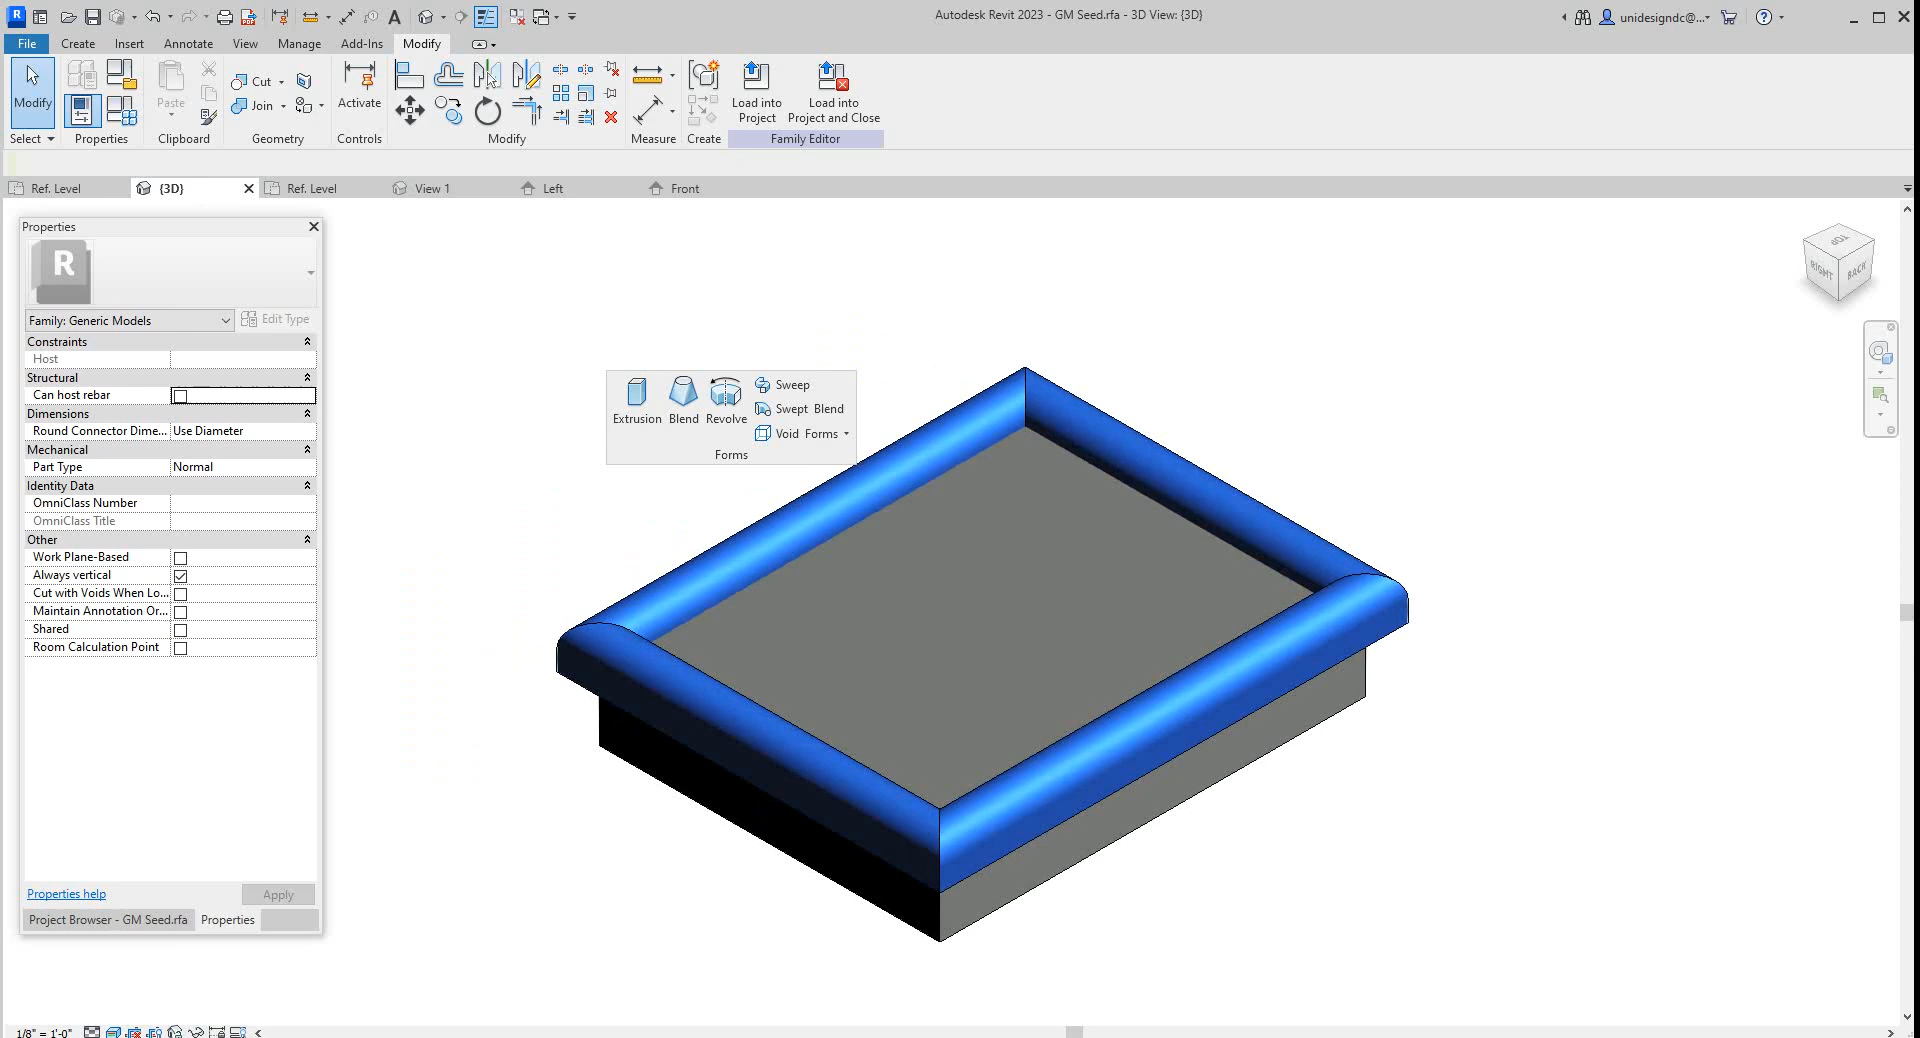 R
Autodesk Revit 2023 - GM Seed.rfa - 3D View: {3D}
unidesigndc@...
File
Create
Insert
Annotate
View
Manage
Add-Ins
Modify
Modify
Paste
Cut
Join
Activate
Load into
Project
Load into
Project and Close
Select
Properties
Clipboard
Geometry
Controls
Modify
Measure
Create
Family Editor
Ref. Level
{3D}
Ref. Level
View 1
Left
Front
Properties
R
Family: Generic Models
Edit Type
Constraints
Host
Structural
Can host rebar
Dimensions
Round Connector Dime...
Use Diameter
Mechanical
Part Type
Normal
Identity Data
OmniClass Number
OmniClass Title
Other
Work Plane-Based
Always vertical
Cut with Voids When Lo...
Maintain Annotation Or...
Shared
Room Calculation Point
Properties help
Apply
Project Browser - GM Seed.rfa
Properties
Extrusion
Blend
Revolve
Sweep
Swept Blend
Void Forms
Forms
TOP
RIGHT
BACK
1/8" = 1'-0"